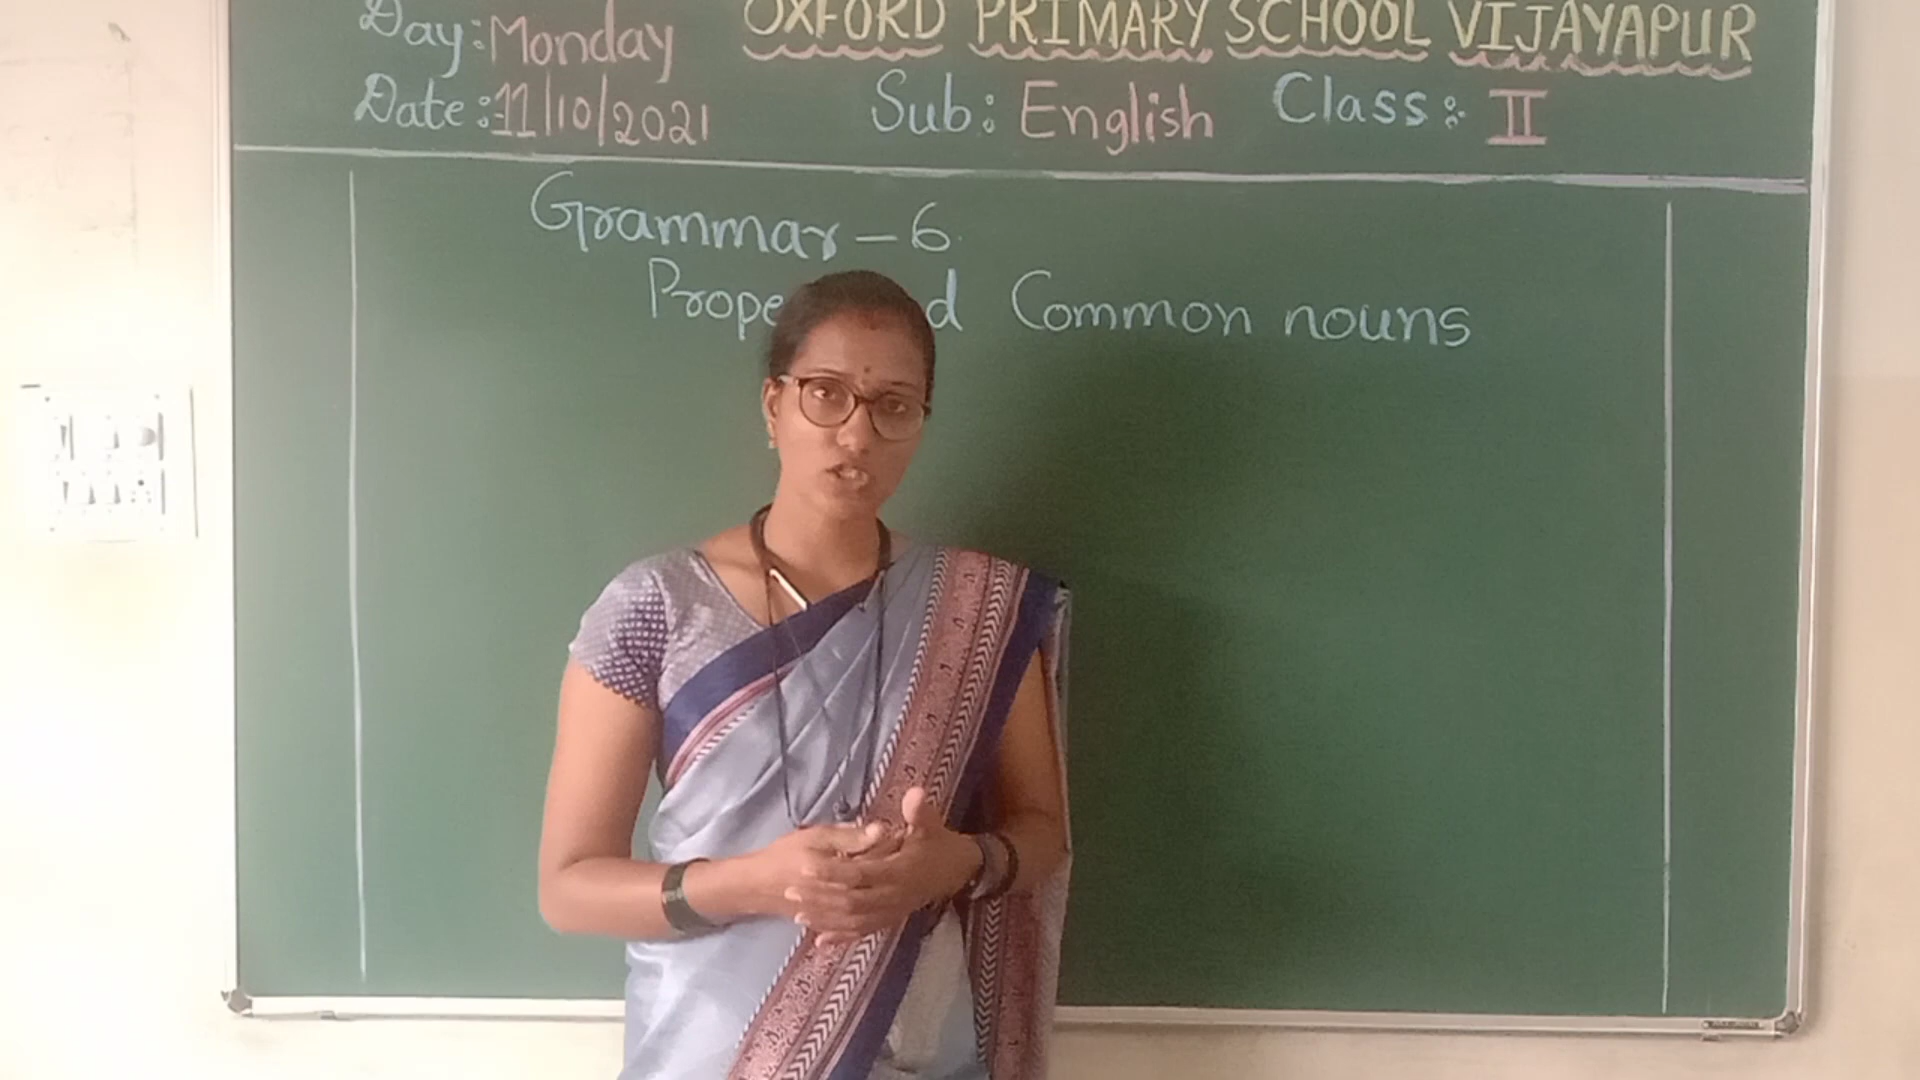 Day:Monday OXFORD PRIMARY SCHOOL VIJAYAPUR
Date:11/10/2021 Sub: English Class: II
Grammar-6.
Common nouns